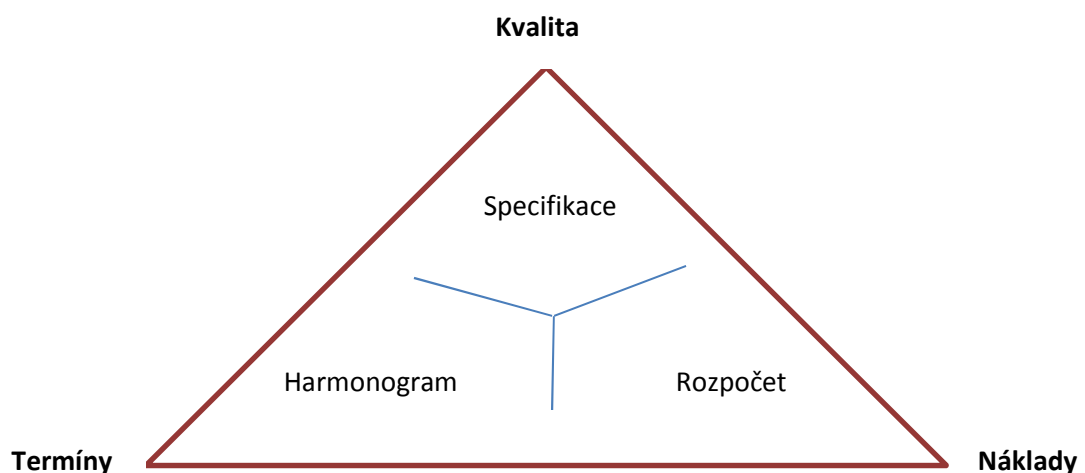 Kvalita
Specifikace
Harmonogram
Rozpočet
Termíny
Náklady